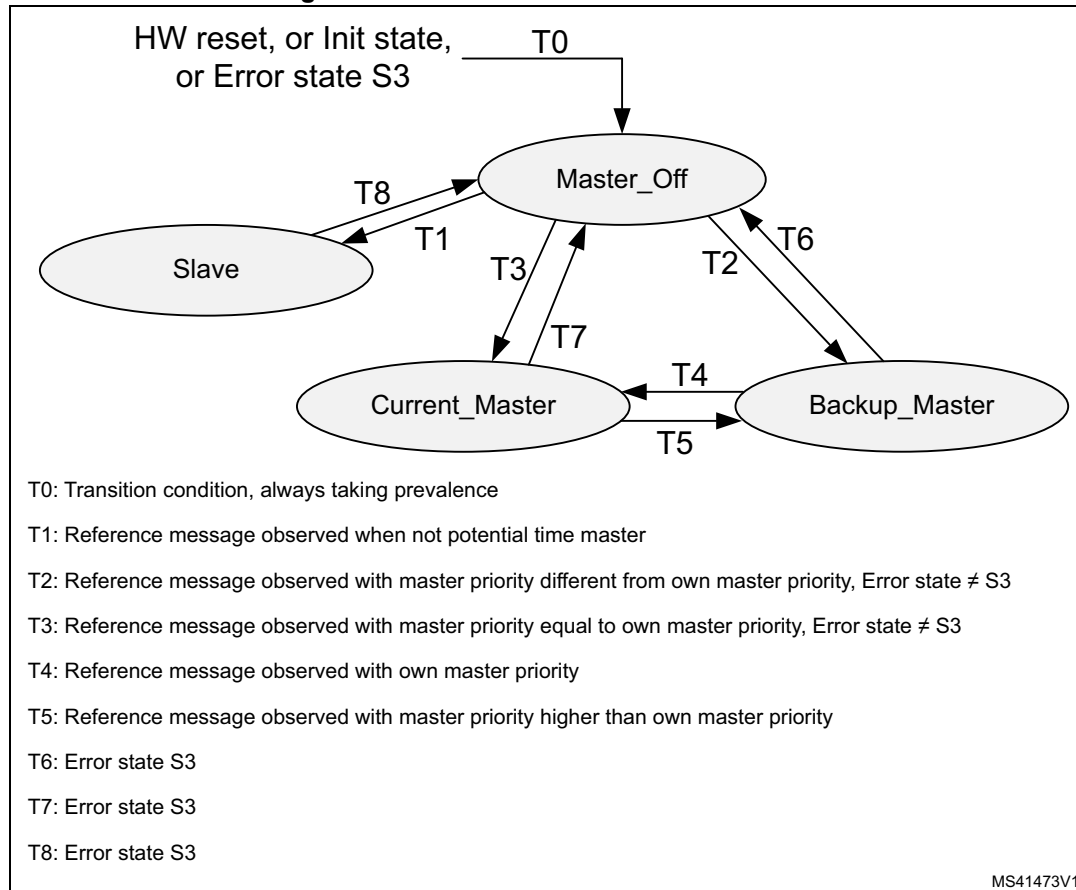 HW reset, or Init state,
or Error state S3
T0
Master_Off
T8
T1
Slave
T3
T7
T2
T6
Current_Master
T4
T5
Backup_Master
T0: Transition condition, always taking prevalence
T1: Reference message observed when not potential time master
T2: Reference message observed with master priority different from own master priority, Error state ≠ S3
T3: Reference message observed with master priority equal to own master priority, Error state ≠ S3
T4: Reference message observed with own master priority
T5: Reference message observed with master priority higher than own master priority
T6: Error state S3
T7: Error state S3
T8: Error state S3
MS41473V1